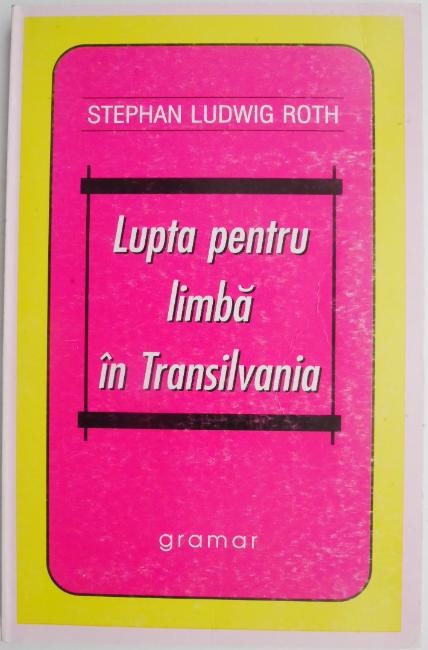 STEPHAN LUDWIG ROTH
Lupta pentru
limbă
în Transilvania
gramar